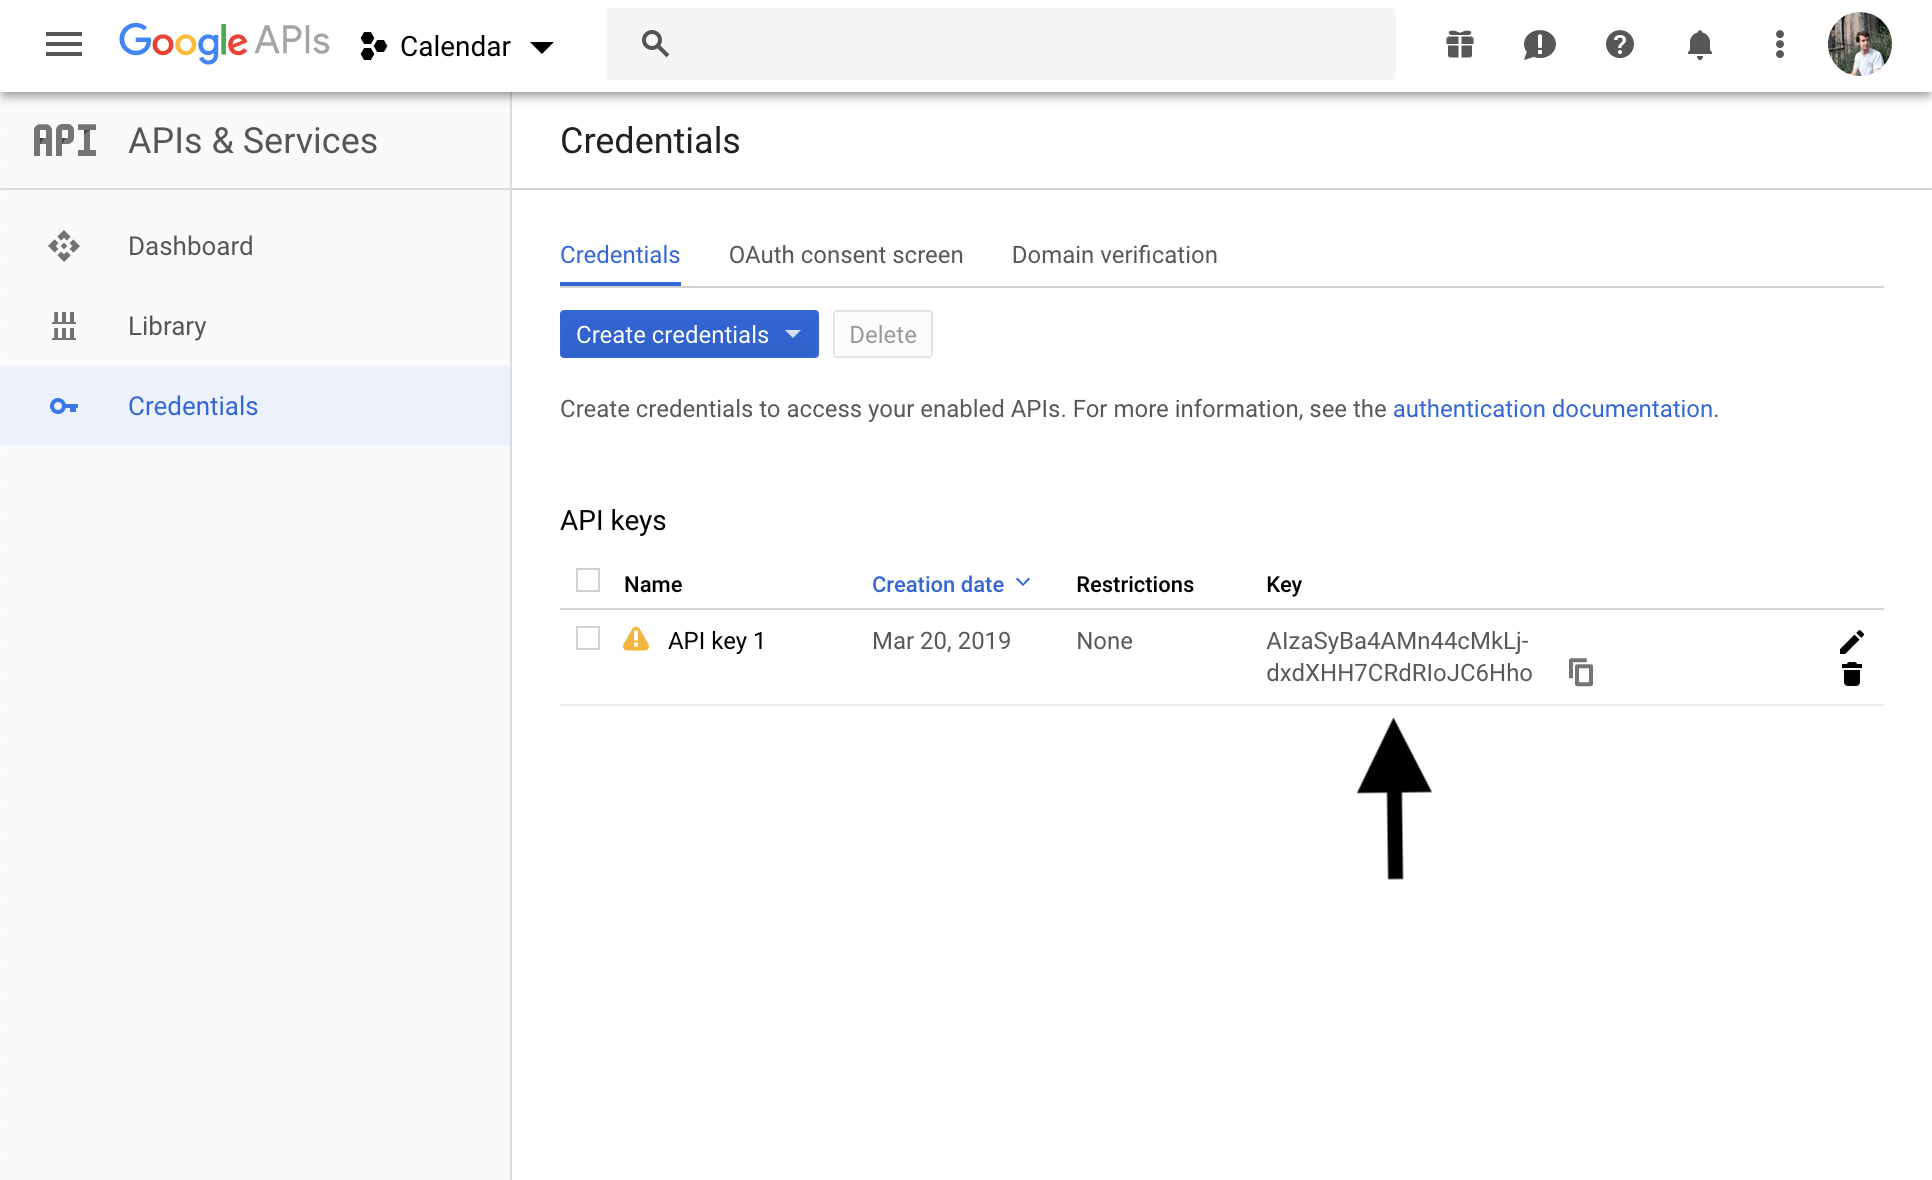 Google APIs
Calendar
API APIs & Services
Credentials
Dashboard
Library
Credentials
Credentials OAuth consent screen Domain verification
Create credentials Delete
Create credentials to access your enabled APIs. For more information, see the authentication documentation.
API keys
Name Creation date Restrictions Key
API key 1 Mar 20, 2019 None AIzaSyBa4AMn44cMkLj-
dxdXHH7CRdRIoJC6Hho